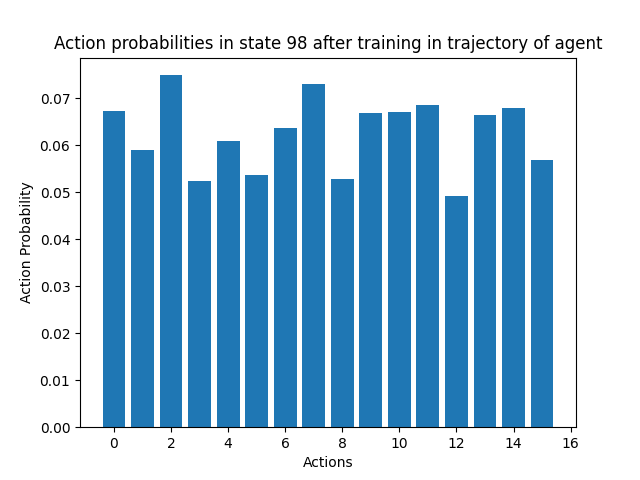 Action probabilities in state 98 after training in trajectory of agent
0.07
0.06
0.05
0.04
0.03
0.02
0.01
0.00
Action Probability
0 2 4 6 8 10 12 14 16
Actions